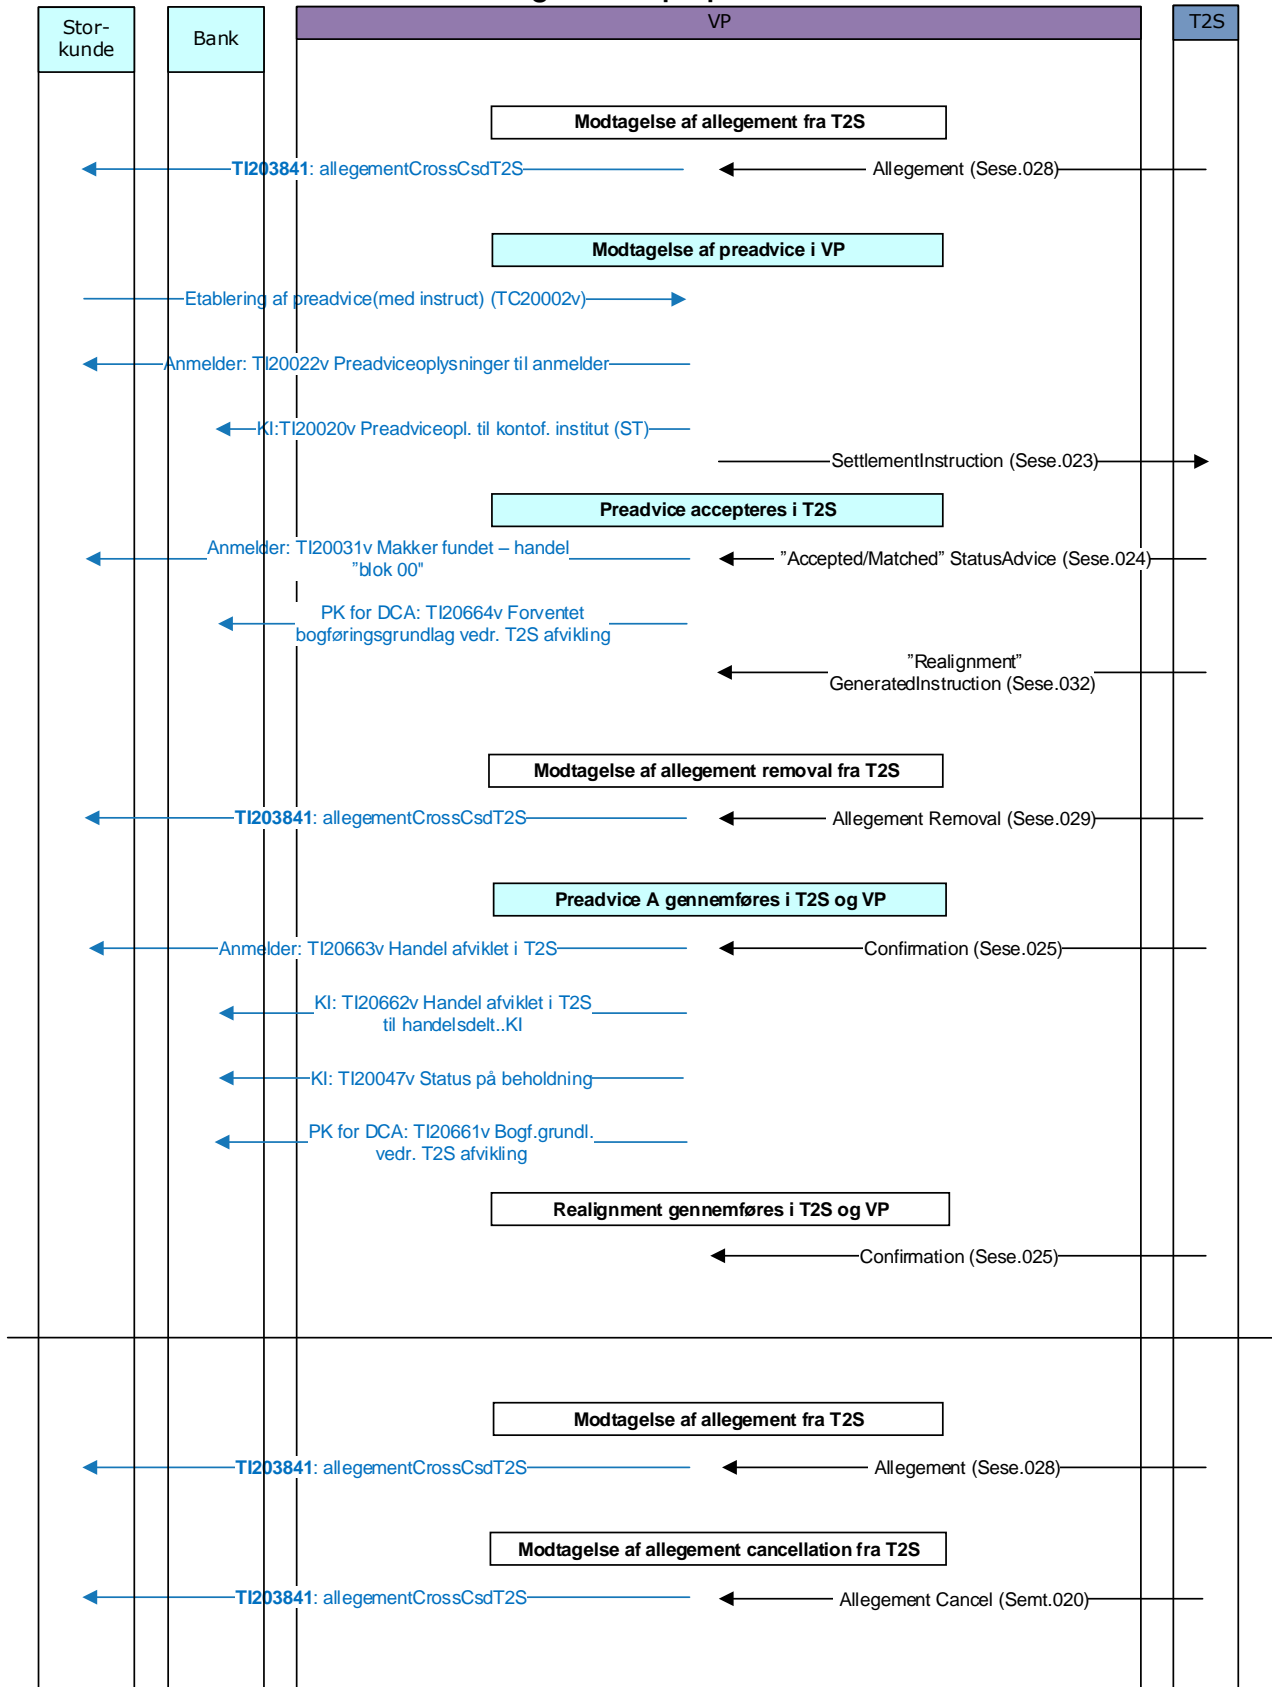 Stor-
kunde
Bank
VP
T2S
Modtagelse af allegement fra T2S
TI203841: allegementCrossCsdT2S
Allegement (Sese.028)
Modtagelse af preadvice i VP
Etablering af preadvice(med instruct) (TC20002v)
Anmelder: TI20022v Preadviceoplysninger til anmelder
KI:TI20020v Preadviceopl. til kontof. institut (ST)
SettlementInstruction (Sese.023)
Preadvice accepteres i T2S
Anmelder: TI20031v Makker fundet – handel
”blok 00"
”Accepted/Matched” StatusAdvice (Sese.024)
PK for DCA: TI20664v Forventet
bogføringsgrundlag vedr. T2S afvikling
”Realignment”
GeneratedInstruction (Sese.032)
Modtagelse af allegement removal fra T2S
TI203841: allegementCrossCsdT2S
Allegement Removal (Sese.029)
Preadvice A gennemføres i T2S og VP
Anmelder: TI20663v Handel afviklet i T2S
Confirmation (Sese.025)
KI: TI20662v Handel afviklet i T2S
til handelsdelt..KI
KI: TI20047v Status på beholdning
PK for DCA: TI20661v Bogf.grundl.
vedr. T2S afvikling
Realignment gennemføres i T2S og VP
Confirmation (Sese.025)
Modtagelse af allegement fra T2S
TI203841: allegementCrossCsdT2S
Allegement (Sese.028)
Modtagelse af allegement cancellation fra T2S
TI203841: allegementCrossCsdT2S
Allegement Cancel (Semt.020)